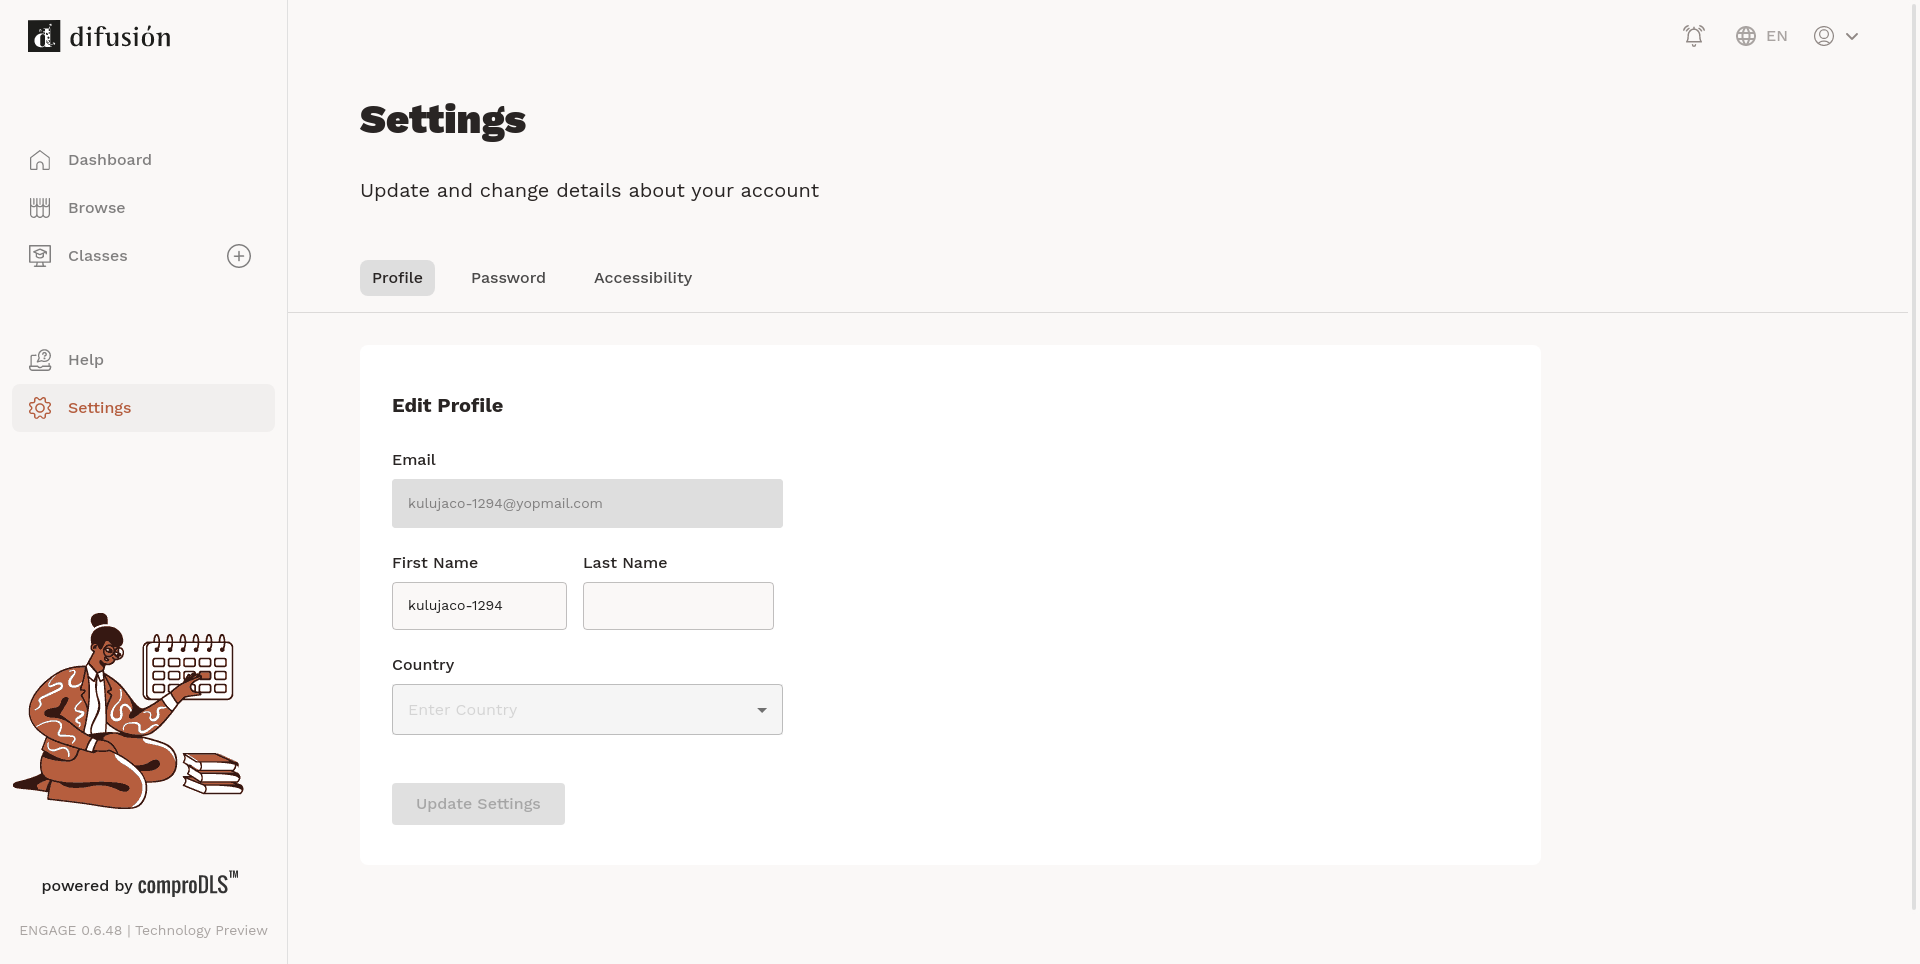 difusión
EN
Dashboard
Browse
Classes
Help
Settings
powered by comproDLS™
ENGAGE 0.6.48 | Technology Preview
Settings
Update and change details about your account
Profile
Password
Accessibility
Edit Profile
Email
kulujaco-1294@yopmail.com
First Name
Last Name
kulujaco-1294
Country
Enter Country
Update Settings